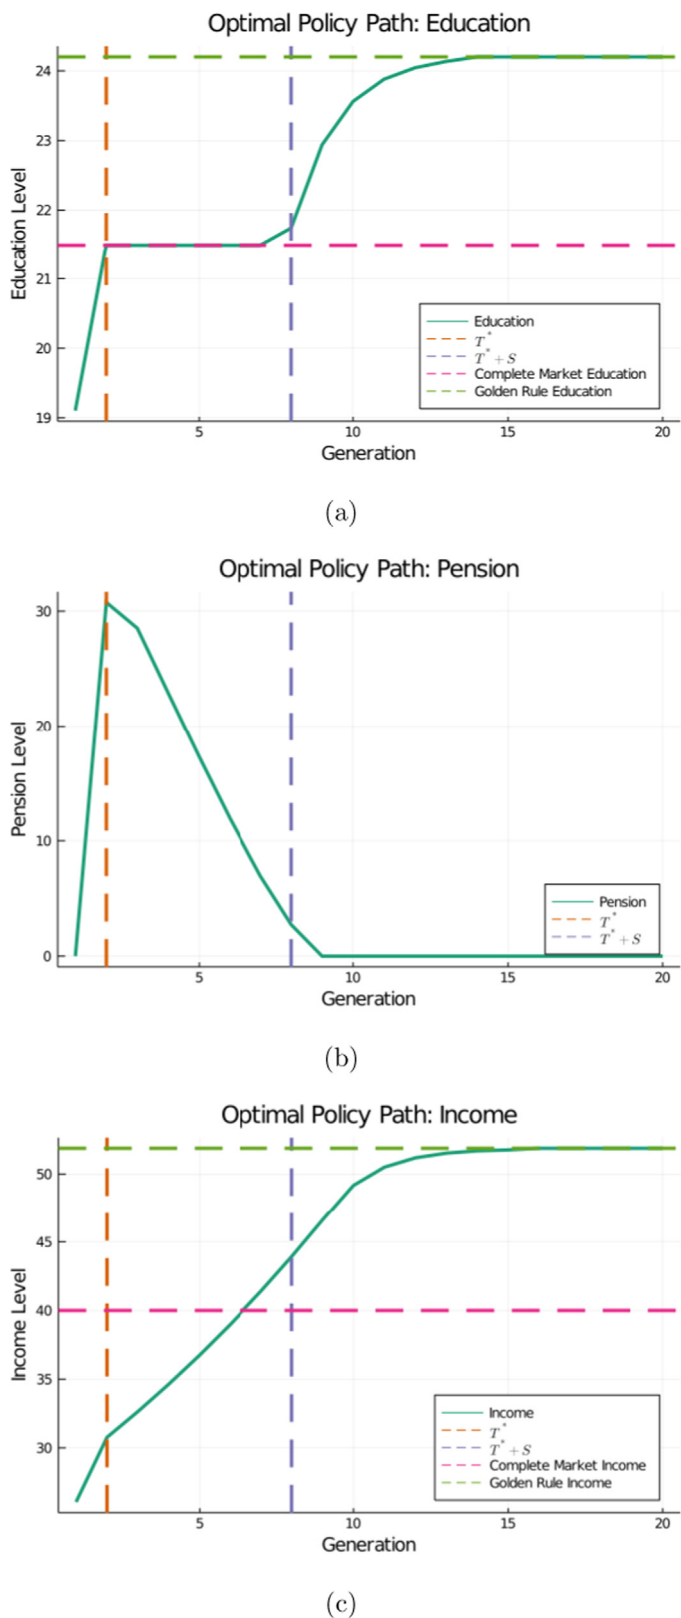 Optimal Policy Path: Education
24
23
22
21
20
19
Education Level
Education
T*
T* + S
Complete Market Education
Golden Rule Education
5 10 15 20
Generation
(a)
Optimal Policy Path: Pension
30
20
10
0
Pension Level
Pension
T*
T* + S
5 10 15 20
Generation
(b)
Optimal Policy Path: Income
50
45
40
35
30
Income Level
Income
T*
T* + S
Complete Market Income
Golden Rule Income
5 10 15 20
Generation
(c)